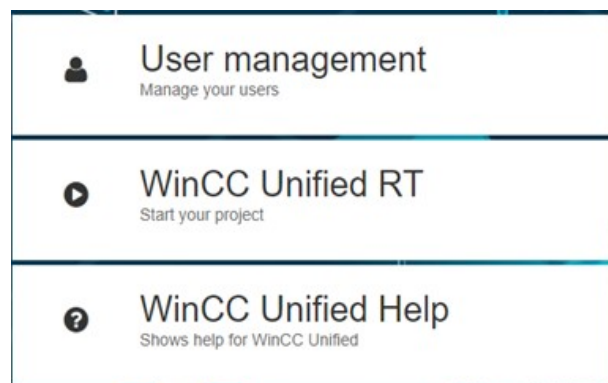 User management
Manage your users
WinCC Unified RT
Start your project
WinCC Unified Help
Shows help for WinCC Unified